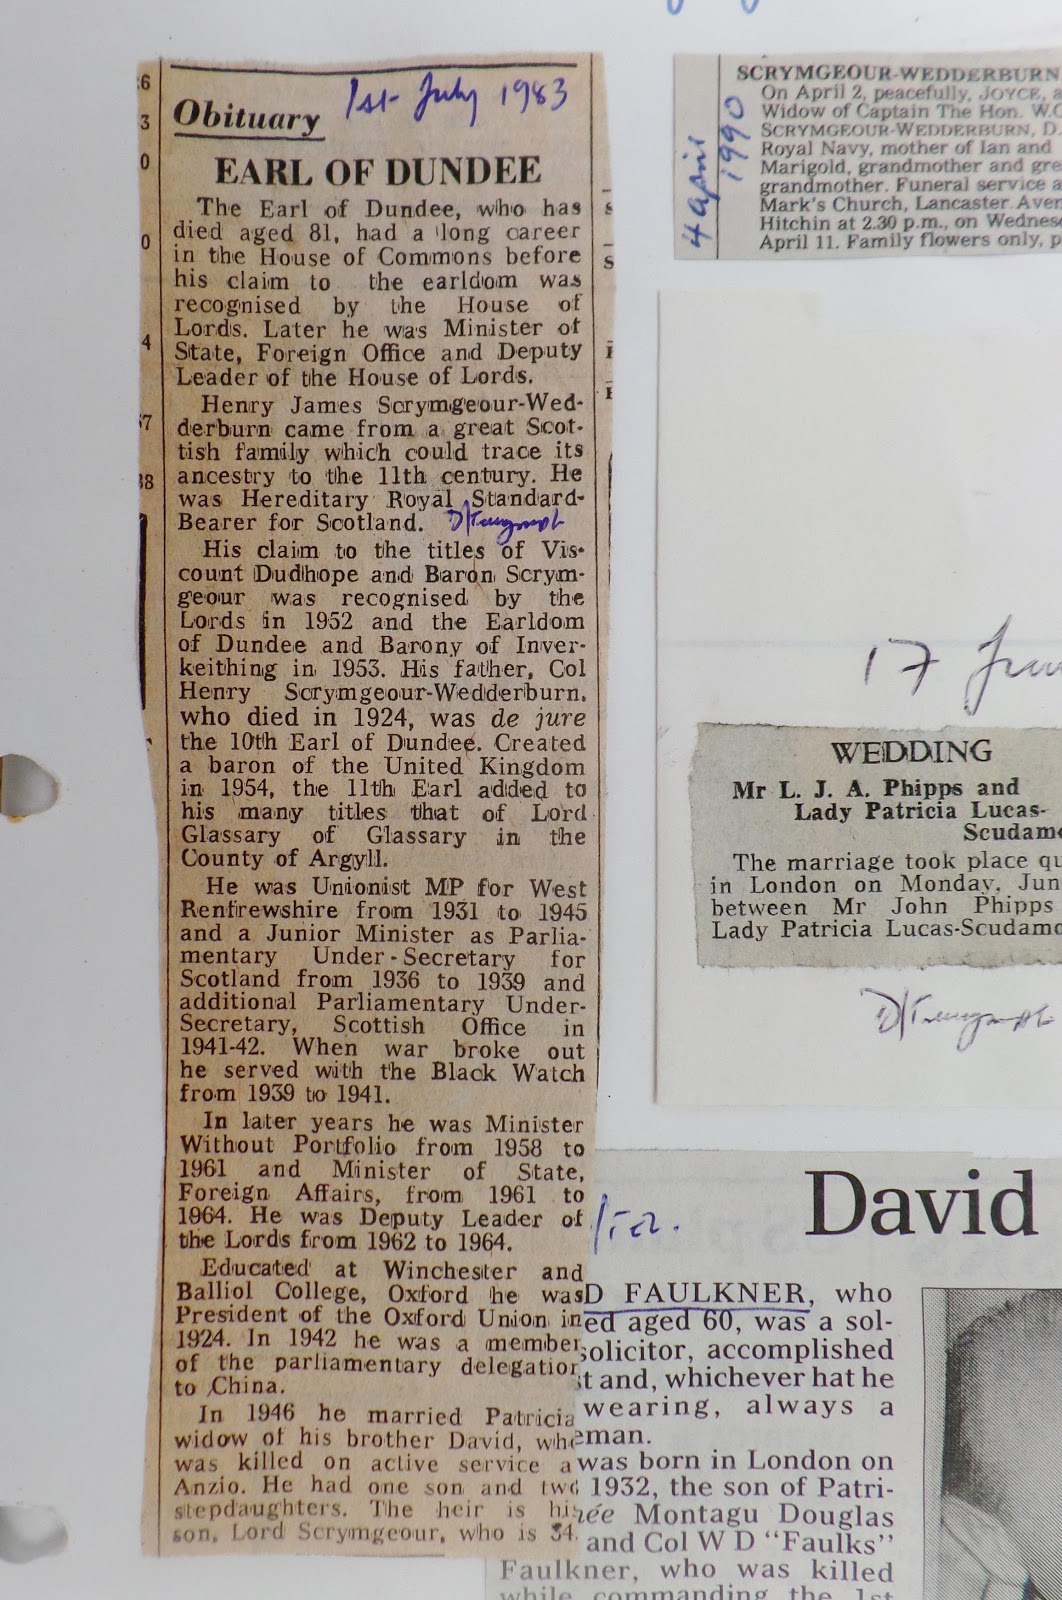 1st July 1983
Obituary
EARL OF DUNDEE
The Earl of Dundee, who has
died aged 81, had a long career
in the House of Commons before
his claim to the earldom was
recognised by the House of
Lords. Later he was Minister of
State, Foreign Office and Deputy
Leader of the House of Lords.
Henry James Scrymgeour-Wed-
derburn came from a great Scot-
tish family which could trace its
ancestry to the 11th century. He
was Hereditary Royal Standard-
Bearer for Scotland. D/Telegraph
His claim to the titles of Vis-
count Dudhope and Baron Scrym-
geour was recognised by the
Lords in 1952 and the Earldom
of Dundee and Barony of Inver-
keithing in 1953. His father, Col
Henry Scrymgeour-Wedderburn,
who died in 1924, was de jure
the 10th Earl of Dundee. Created
a baron of the United Kingdom
in 1954, the 11th Earl added to
his many titles that of Lord
Glassary of Glassary in the
County of Argyll.
He was Unionist MP for West
Renfrewshire from 1931 to 1945
and a Junior Minister as Parlia-
mentary Under-Secretary for
Scotland from 1936 to 1939 and
additional Parliamentary Under-
Secretary, Scottish Office in
1941-42. When war broke out
he served with the Black Watch
from 1939 to 1941.
In later years he was Minister
Without Portfolio from 1958 to
1961 and Minister of State,
Foreign Affairs, from 1961 to
1964. He was Deputy Leader of
the Lords from 1962 to 1964.
Educated at Winchester and
Balliol College, Oxford he was
President of the Oxford Union in
1924. In 1942 he was a member
of the parliamentary delegation
to China.
In 1946 he married Patricia
widow of his brother David, who
was killed on active service a
Anzio. He had one son and two
stepdaughters. The heir is his
son, Lord Scrymgeour, who is 34.
4 April 1990
SCRYMGEOUR-WEDDERBURN
On April 2, peacefully, JOYCE, a
Widow of Captain The Hon. W.O
SCRYMGEOUR-WEDDERBURN, D.
Royal Navy, mother of Ian and
Marigold, grandmother and gre
grandmother. Funeral service a
Mark's Church, Lancaster Aven
Hitchin at 2.30 p.m., on Wednes
April 11. Family flowers only, p
17 Jun
WEDDING
Mr L. J. A. Phipps and
Lady Patricia Lucas-
Scudamo
The marriage took place qu
in London on Monday, Jun
between Mr John Phipps
Lady Patricia Lucas-Scudamo
D/Telegraph
David
D FAULKNER, who
ed aged 60, was a sol-
solicitor, accomplished
t and, whichever hat he
wearing, always a
eman.
was born in London on
1932, the son of Patri-
née Montagu Douglas
and Col W D "Faulks"
Faulkner, who was killed
while commanding the 1st